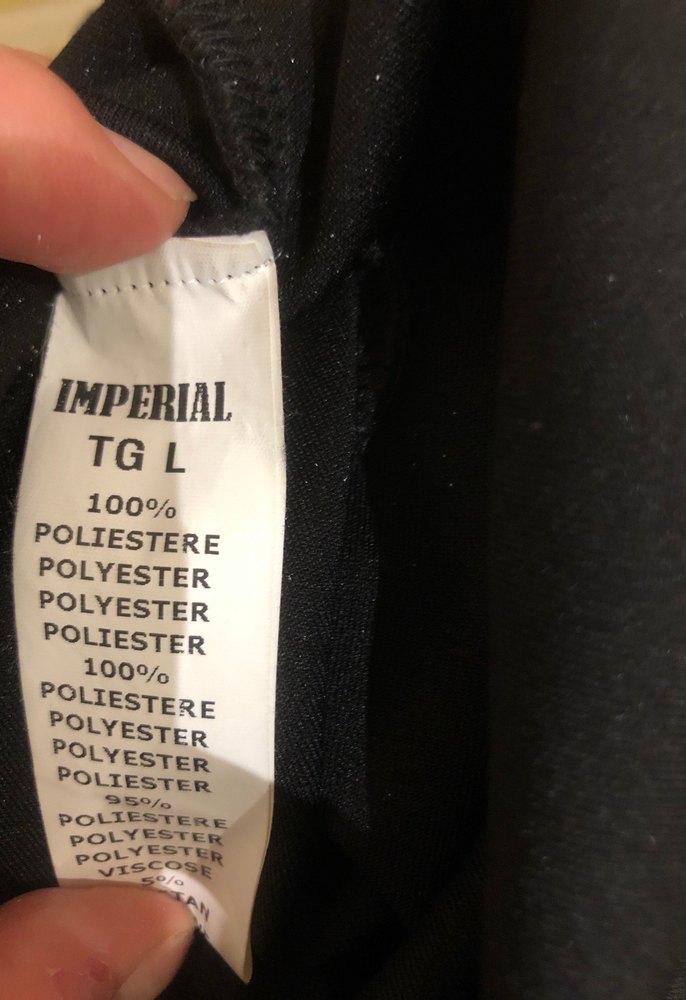 IMPERIAL
TG L
100%
POLIESTERE
POLYESTER
POLYESTER
POLIESTER
100%
POLIESTERE
POLYESTER
POLYESTER
POLIESTER
95%
POLIESTERE
POLYESTER
POLYESTER
VISCOSE
5%